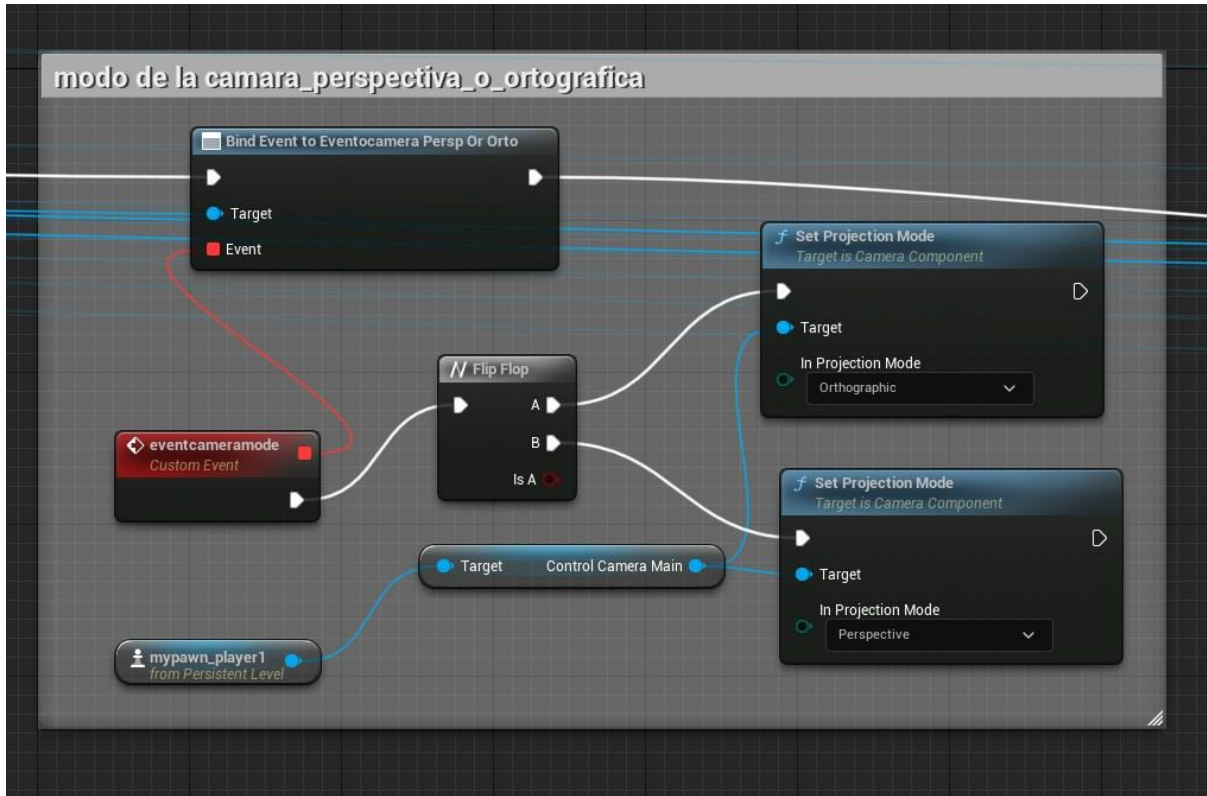 modo de la camara_perspectiva_o_ortografica
Bind Event to Eventocamera Persp Or Orto
Target
Event
Set Projection Mode
Target is Camera Component
Target
In Projection Mode
Orthographic
Flip Flop
A
B
Is A
eventcameramode
Custom Event
Set Projection Mode
Target is Camera Component
Target
In Projection Mode
Perspective
Target Control Camera Main
mypawn_player1
from Persistent Level